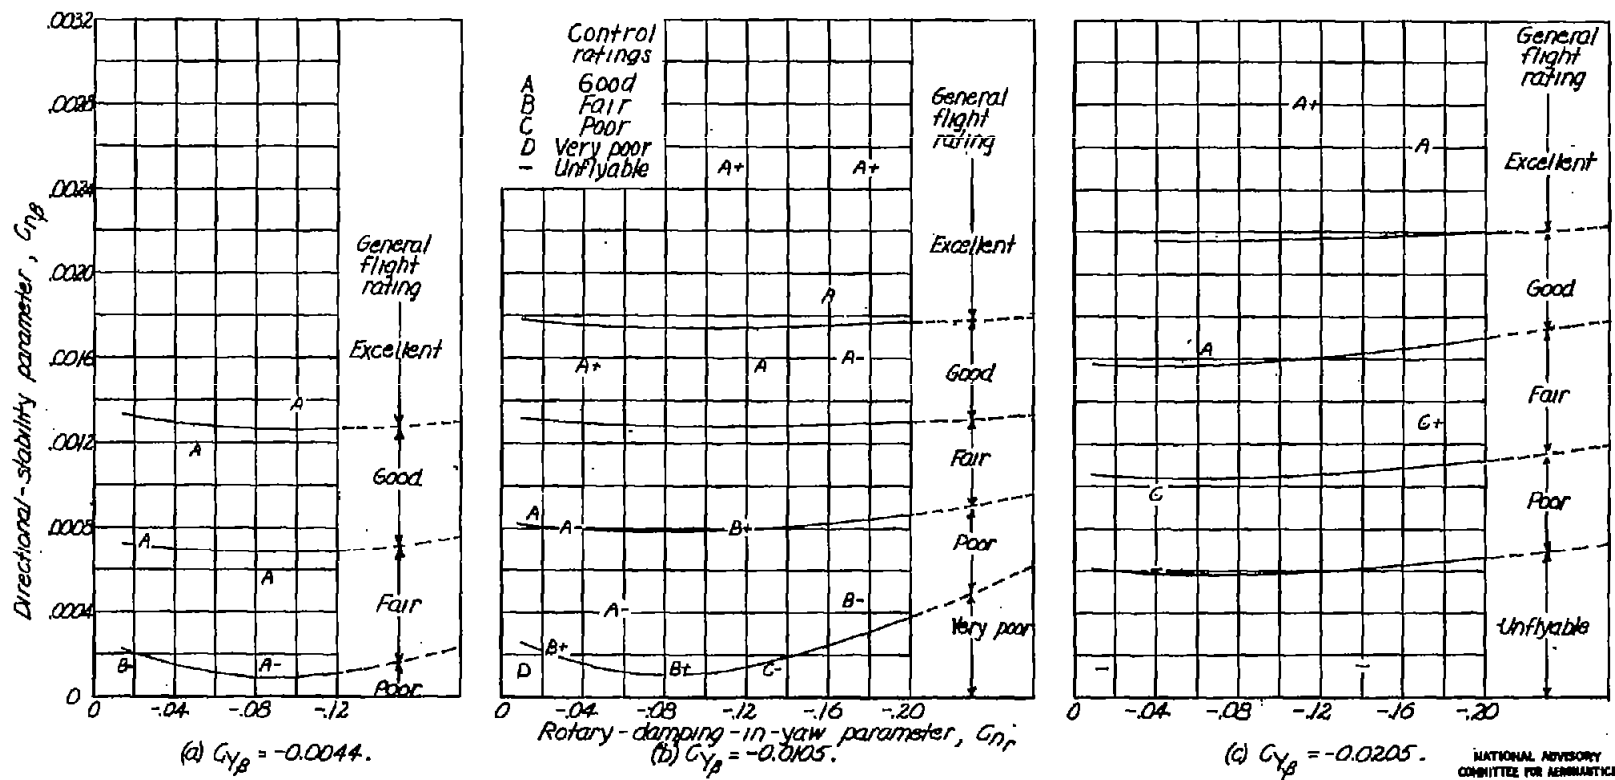 Control
ratings
A Good
B Fair
C Poor
D Very poor
— Unflyable
Directional-stability parameter, Cnβ
.0032
.0028
.0024
.0020
.0016
.0012
.0008
.0004
0
General
flight
rating
Excellent
Good
Fair
Poor
A
A
A
A
B-
A-
0 -.04 -.08 -.12
(a) CYβ = -0.0044.
General
flight
rating
Excellent
Good
Fair
Poor
Very poor
A+ A+
A
A+ A A-
A A- B+
A- B-
B+
D B+ C-
0 -.04 -.08 -.12 -.16 -.20
Rotary-damping-in-yaw parameter, Cnr
(b) CYβ = -0.0105.
General
flight
rating
Excellent
Good
Fair
Poor
Unflyable
A+
A-
A
C+
C
–
– –
0 -.04 -.08 -.12 -.16 -.20
(c) CYβ = -0.0205.
NATIONAL ADVISORY
COMMITTEE FOR AERONAUTICS